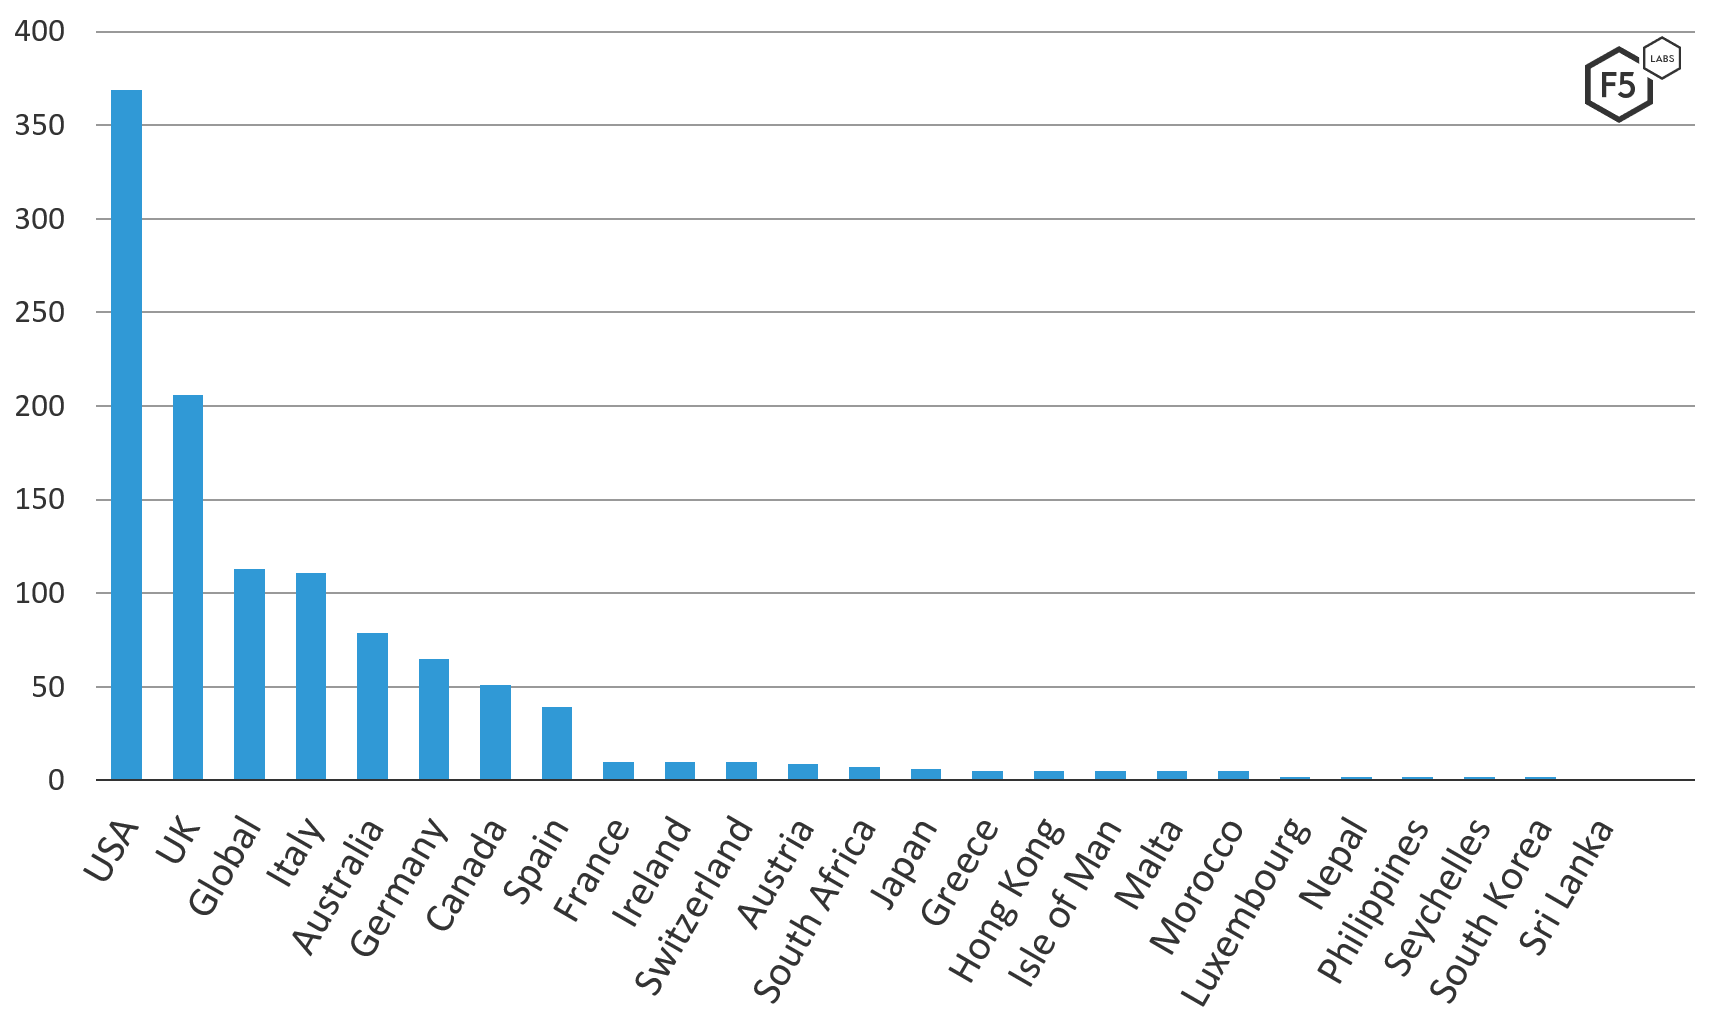 400
350
300
250
200
150
100
50
0
F5
LABS
USA
UK
Global
Italy
Australia
Germany
Canada
Spain
France
Ireland
Switzerland
Austria
South Africa
Japan
Greece
Hong Kong
Isle of Man
Malta
Morocco
Luxembourg
Nepal
Philippines
Seychelles
South Korea
Sri Lanka